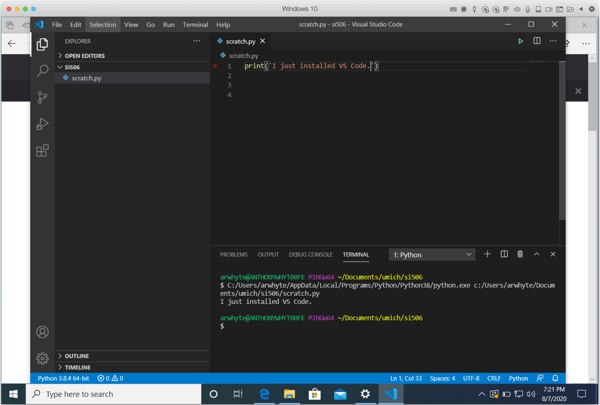 Windows 10
File Edit Selection View Go Run Terminal Help
scratch.py - si506 - Visual Studio Code
EXPLORER
OPEN EDITORS
SI506
scratch.py
OUTLINE
TIMELINE
scratch.py
scratch.py
1 print('I just installed VS Code.')
2
3
4
PROBLEMS OUTPUT DEBUG CONSOLE TERMINAL
1: Python
arwhyte@ANTHONYWHYT00FE MINGW64 ~/Documents/umich/si506
$ C:/Users/arwhyte/AppData/Local/Programs/Python/Python38/python.exe c:/Users/arwhyte/Docum
ents/umich/si506/scratch.py
I just installed VS Code.
arwhyte@ANTHONYWHYT00FE MINGW64 ~/Documents/umich/si506
$
Python 3.8.4 64-bit 0 0 Ln 1, Col 33 Spaces: 4 UTF-8 CRLF Python
Type here to search
7:21 PM
8/7/2020